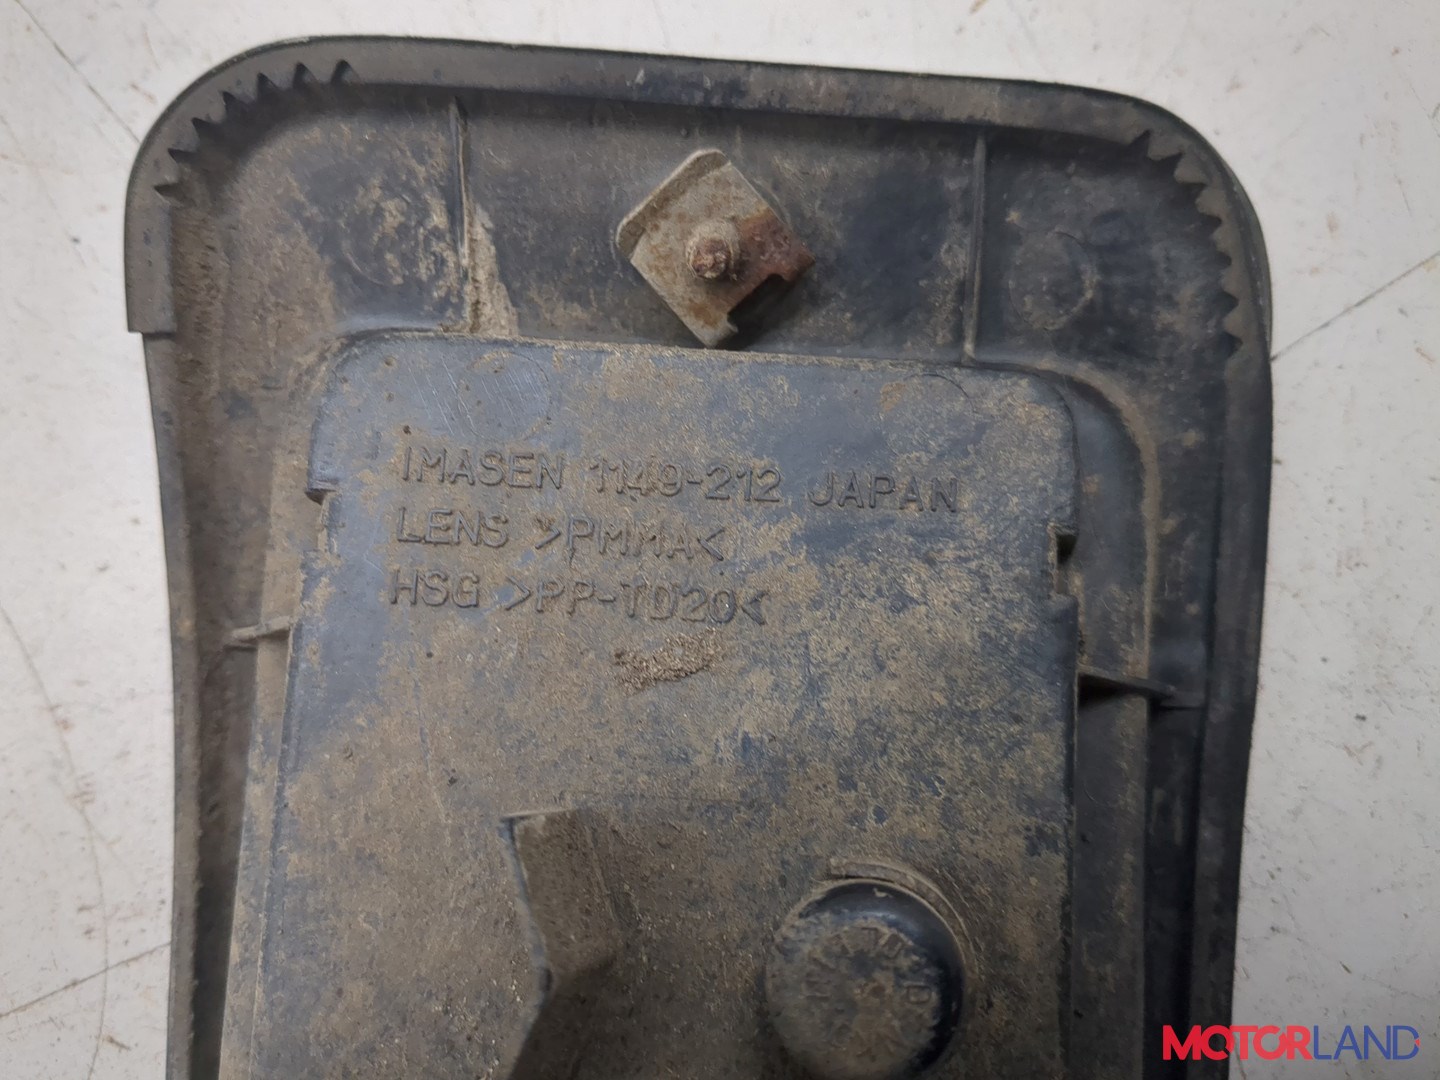 IMASEN 1149-212 JAPAN
LENS >PMMA<
HSG >PP-TD20<
MOTORLAND